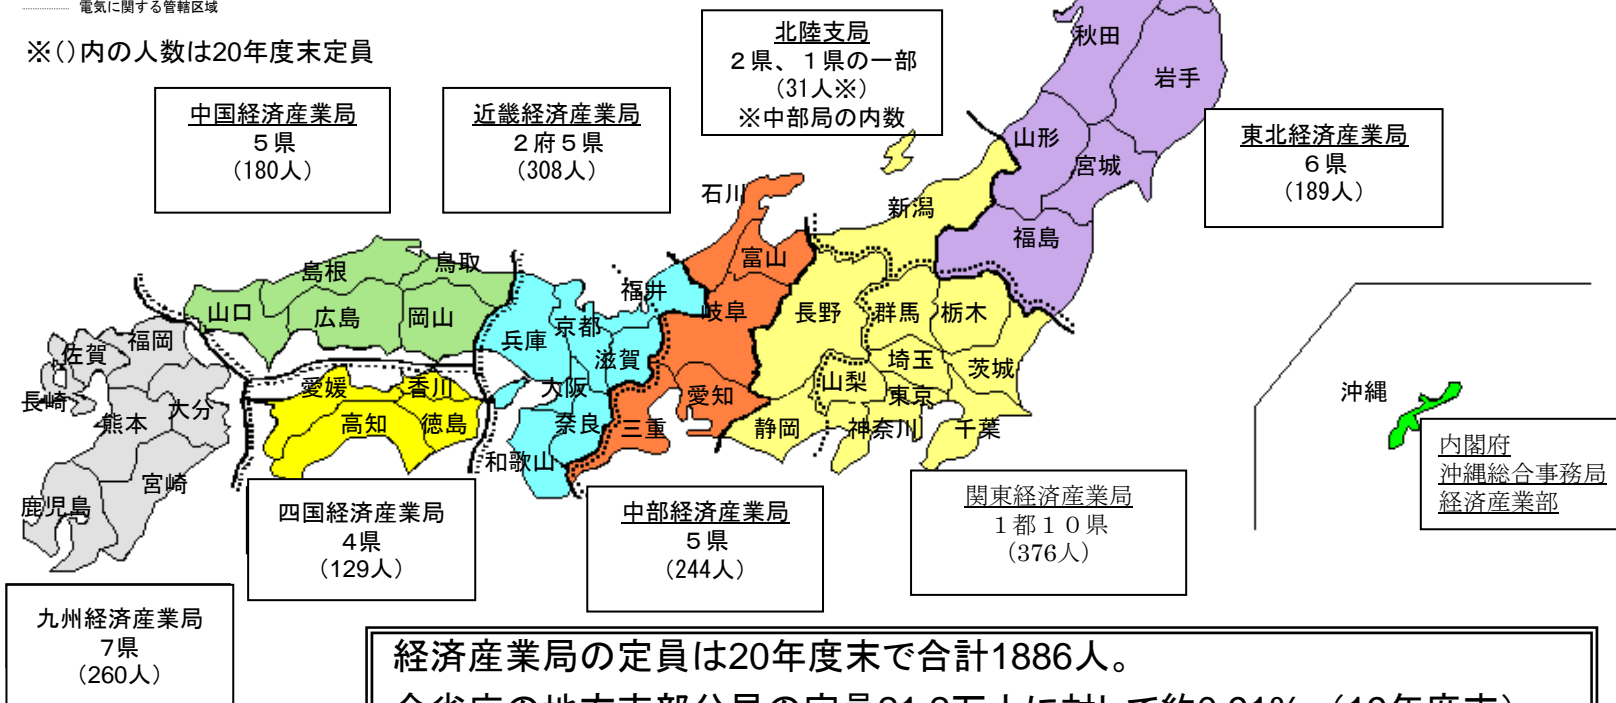 電気に関する管轄区域
※()内の人数は20年度末定員
北陸支局
２県、１県の一部
(31人※)
※中部局の内数
中国経済産業局
５県
(180人)
近畿経済産業局
２府５県
(308人)
東北経済産業局
６県
(189人)
秋田
岩手
山形
宮城
福島
石川
新潟
富山
福井
岐阜
長野
群馬
栃木
島根
鳥取
山口
広島
岡山
兵庫
京都
滋賀
埼玉
茨城
山梨
東京
福岡
佐賀
長崎
熊本
大分
愛媛
香川
高知
徳島
大阪
奈良
和歌山
三重
愛知
静岡
神奈川
千葉
宮崎
鹿児島
沖縄
内閣府
沖縄総合事務局
経済産業部
四国経済産業局
4県
(129人)
中部経済産業局
５県
(244人)
関東経済産業局
１都１０県
(376人)
九州経済産業局
7県
(260人)
経済産業局の定員は20年度末で合計1886人。